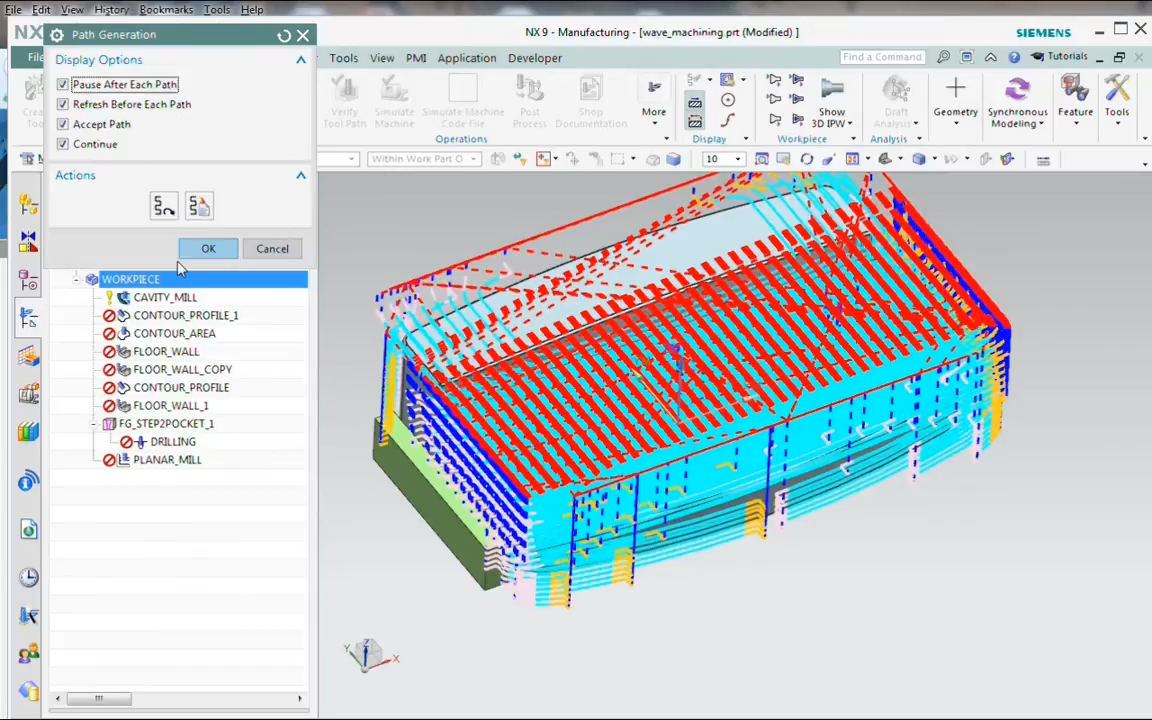 File Edit View History Bookmarks Tools Help
NX NX 9 - Manufacturing - [wave_machining.prt (Modified) ] SIEMENS
Path Generation
File Tools View PMI Application Developer Find a Command Tutorials
Display Options
Pause After Each Path
Refresh Before Each Path
Accept Path
Continue
Verify Tool Path
Simulate Machine
Simulate Machine Code File
Post Process
Shop Documentation
More
Show 3D IPW
Draft Analysis
Geometry
Synchronous Modeling
Feature
Tools
Operations Display Workpiece Analysis
Within Work Part O 10
Actions
OK Cancel
WORKPIECE
CAVITY_MILL
CONTOUR_PROFILE_1
CONTOUR_AREA
FLOOR_WALL
FLOOR_WALL_COPY
CONTOUR_PROFILE
FLOOR_WALL_1
FG_STEP2POCKET_1
DRILLING
PLANAR_MILL
Z
Y
X